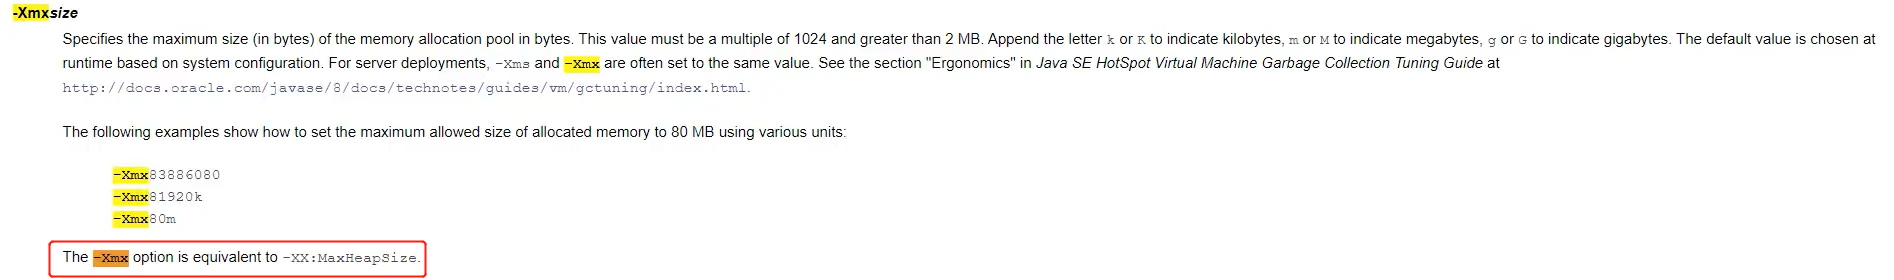 -Xmxsize
Specifies the maximum size (in bytes) of the memory allocation pool in bytes. This value must be a multiple of 1024 and greater than 2 MB. Append the letter k or K to indicate kilobytes, m or M to indicate megabytes, g or G to indicate gigabytes. The default value is chosen at
runtime based on system configuration. For server deployments, -Xms and -Xmx are often set to the same value. See the section "Ergonomics" in Java SE HotSpot Virtual Machine Garbage Collection Tuning Guide at
http://docs.oracle.com/javase/8/docs/technotes/guides/vm/gctuning/index.html.
The following examples show how to set the maximum allowed size of allocated memory to 80 MB using various units:
-Xmx83886080
-Xmx81920k
-Xmx80m
The -Xmx option is equivalent to -XX:MaxHeapSize.